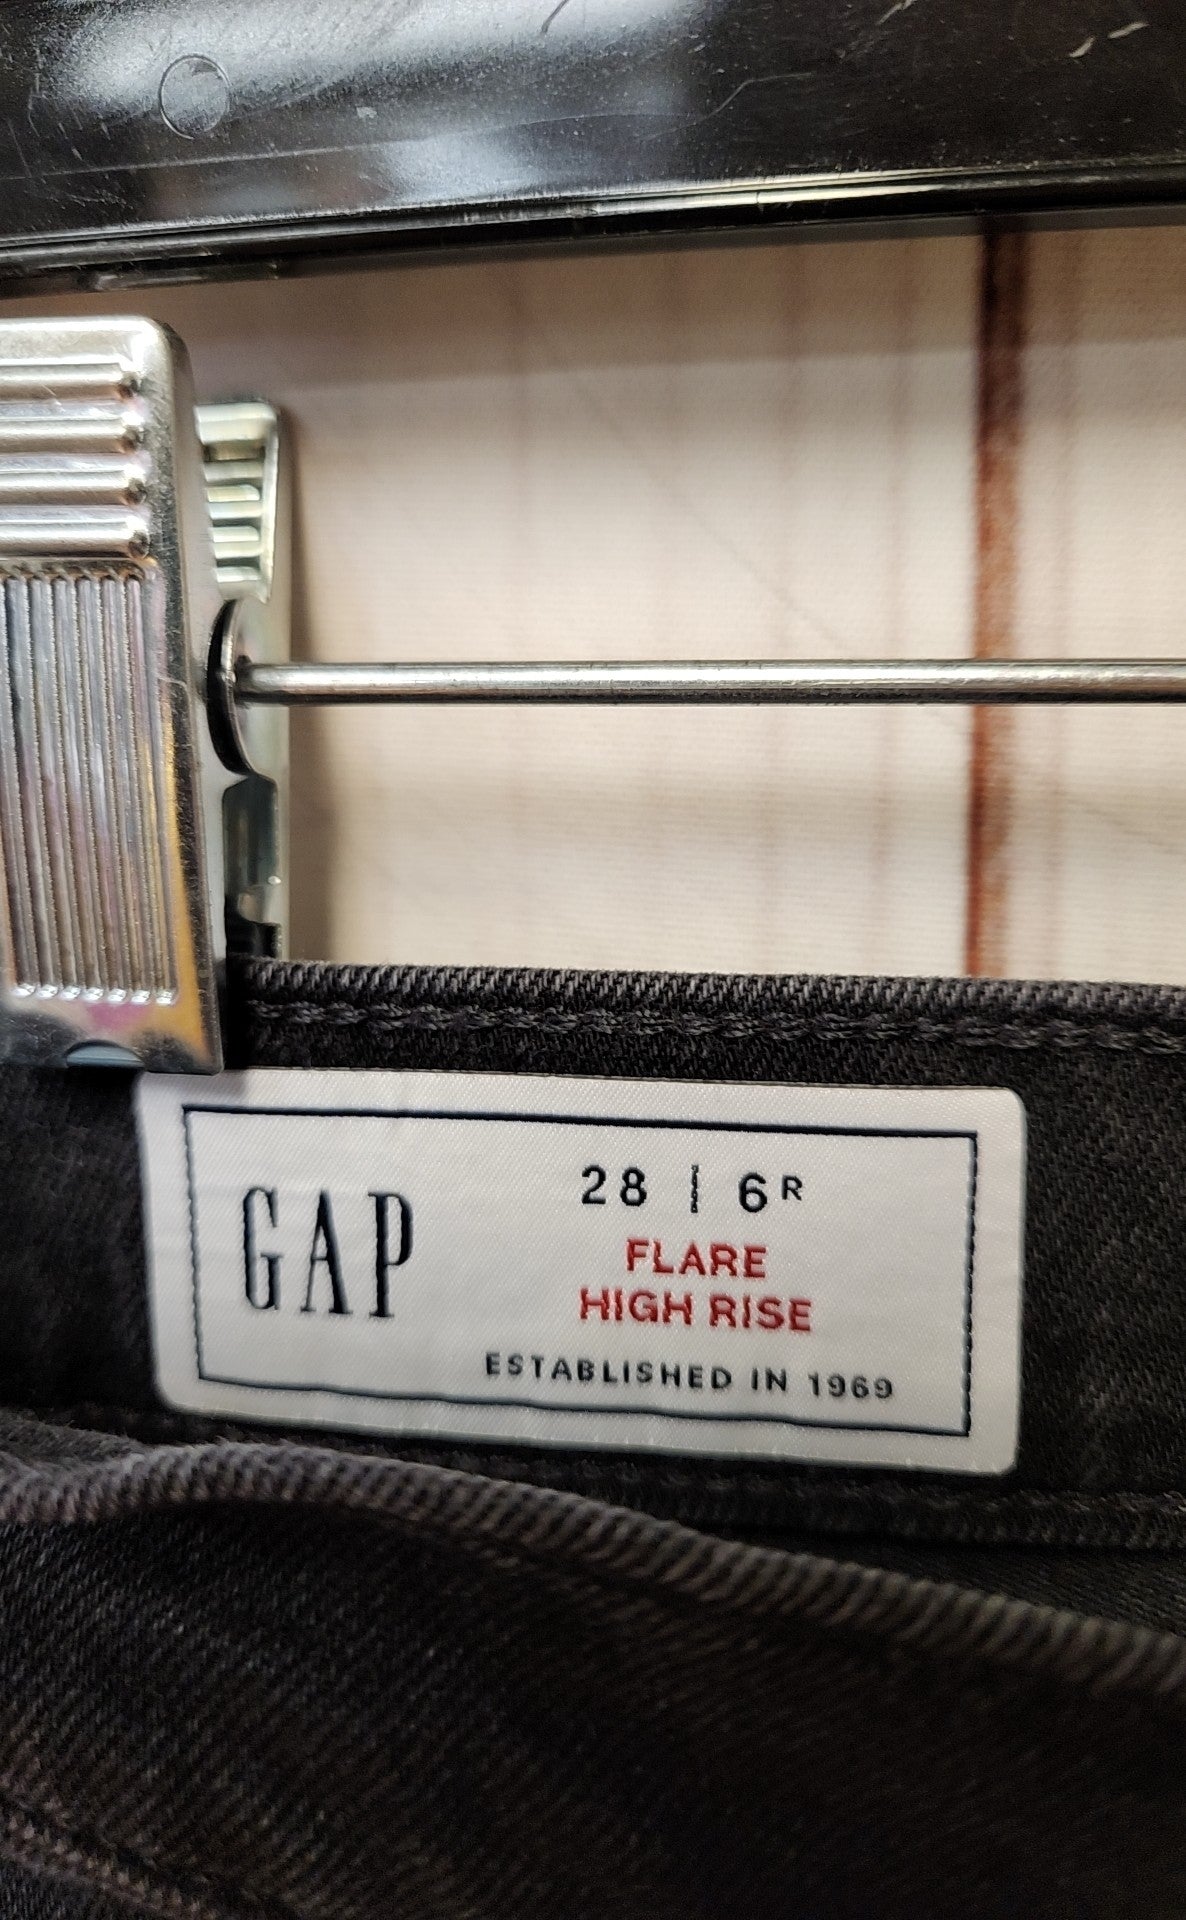 GAP
28 | 6R
FLARE
HIGH RISE
ESTABLISHED IN 1969